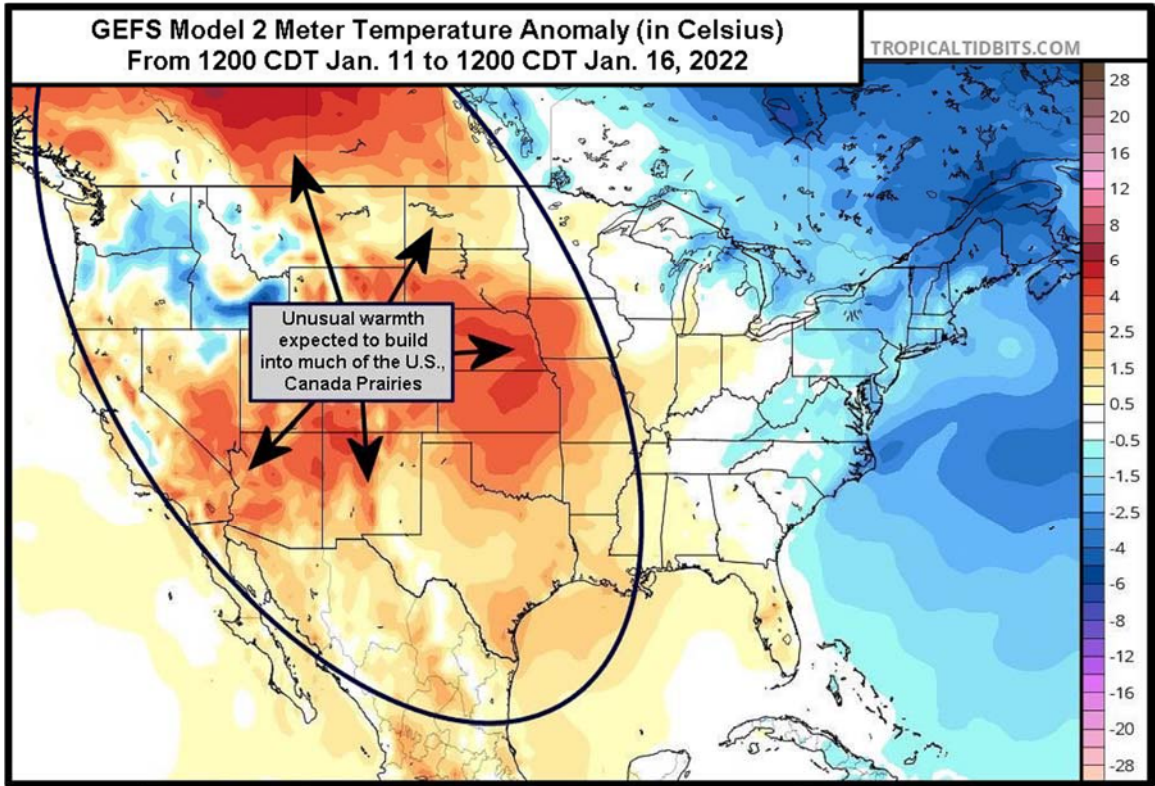 GEFS Model 2 Meter Temperature Anomaly (in Celsius)
From 1200 CDT Jan. 11 to 1200 CDT Jan. 16, 2022
TROPICALTIDBITS.COM
Unusual warmth
expected to build
into much of the U.S.,
Canada Prairies
28
20
16
12
8
6
4
2.5
1.5
0.5
-0.5
-1.5
-2.5
-4
-6
-8
-12
-16
-20
-28